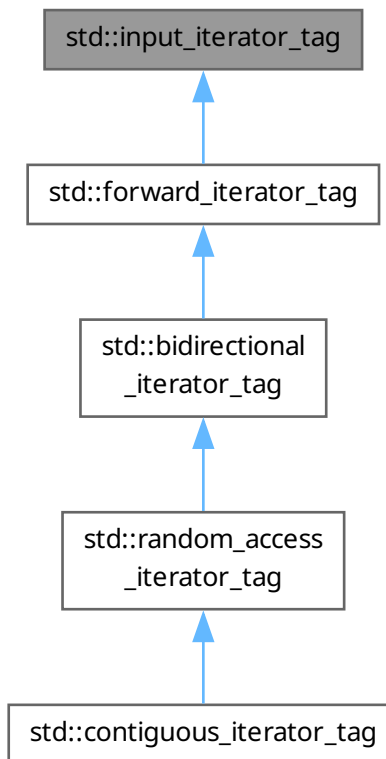 std::input_iterator_tag
std::forward_iterator_tag
std::bidirectional
_iterator_tag
std::random_access
_iterator_tag
std::contiguous_iterator_tag